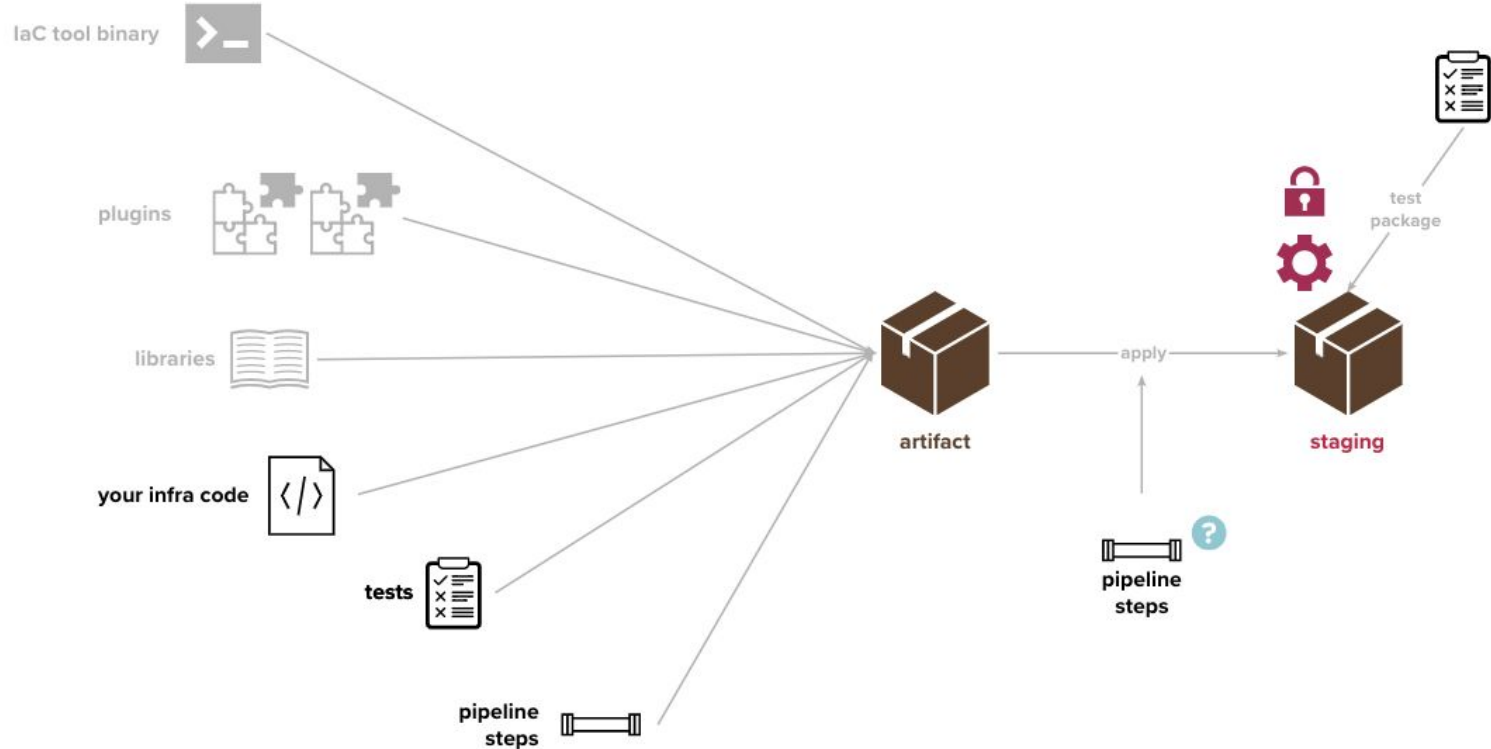 IaC tool binary
plugins
libraries
your infra code
tests
pipeline
steps
artifact
apply
pipeline
steps
?
staging
test
package